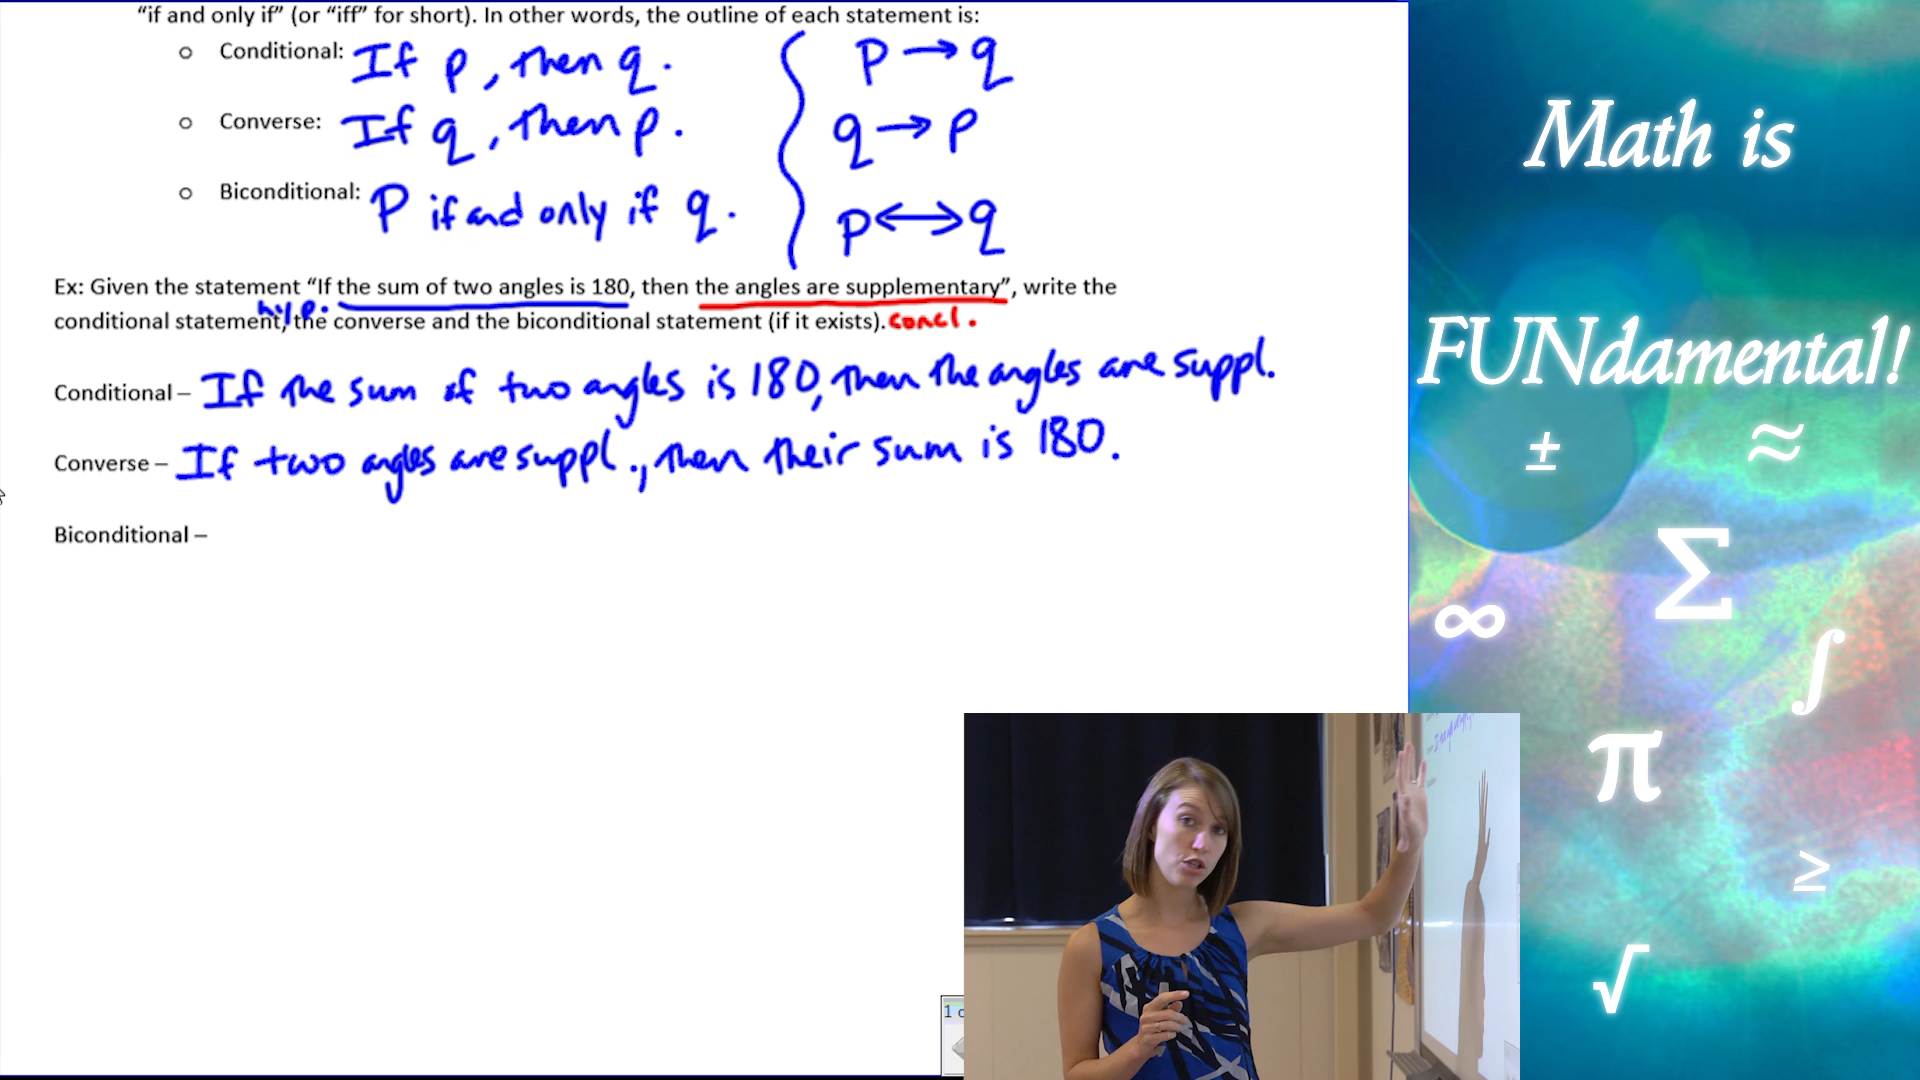 "if and only if" (or "iff" for short). In other words, the outline of each statement is:
o Conditional: If p, then q. p → q
o Converse: If q, then p. q → p
o Biconditional: P if and only if q. p ↔ q
Ex: Given the statement "If the sum of two angles is 180, then the angles are supplementary", write the
hyp.
conditional statement, the converse and the biconditional statement (if it exists). concl.
Conditional – If the sum of two angles is 180, then the angles are suppl.
Converse – If two angles are suppl., then their sum is 180.
Biconditional –
Math is
FUNdamental!
± ≈
Σ
∞
∫
π
≥
√